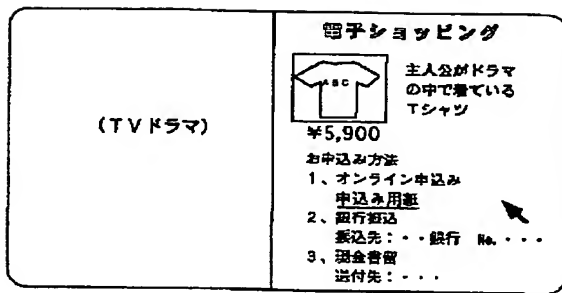 (TVドラマ)
電子ショッピング
ABC
主人公がドラマ
の中で着ている
Tシャツ
¥5,900
お申込み方法
1、オンライン申込み
申込み用紙
2、銀行振込
振込先:・・銀行 No.・・・
3、現金書留
送付先:・・・